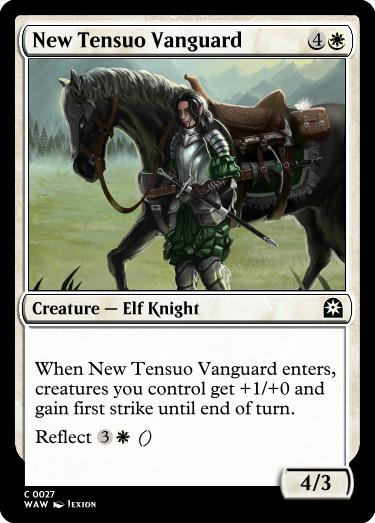 New Tensuo Vanguard 4
Creature — Elf Knight
When New Tensuo Vanguard enters,
creatures you control get +1/+0 and
gain first strike until end of turn.
Reflect 3 ()
4/3
C 0027
WAW Jexion